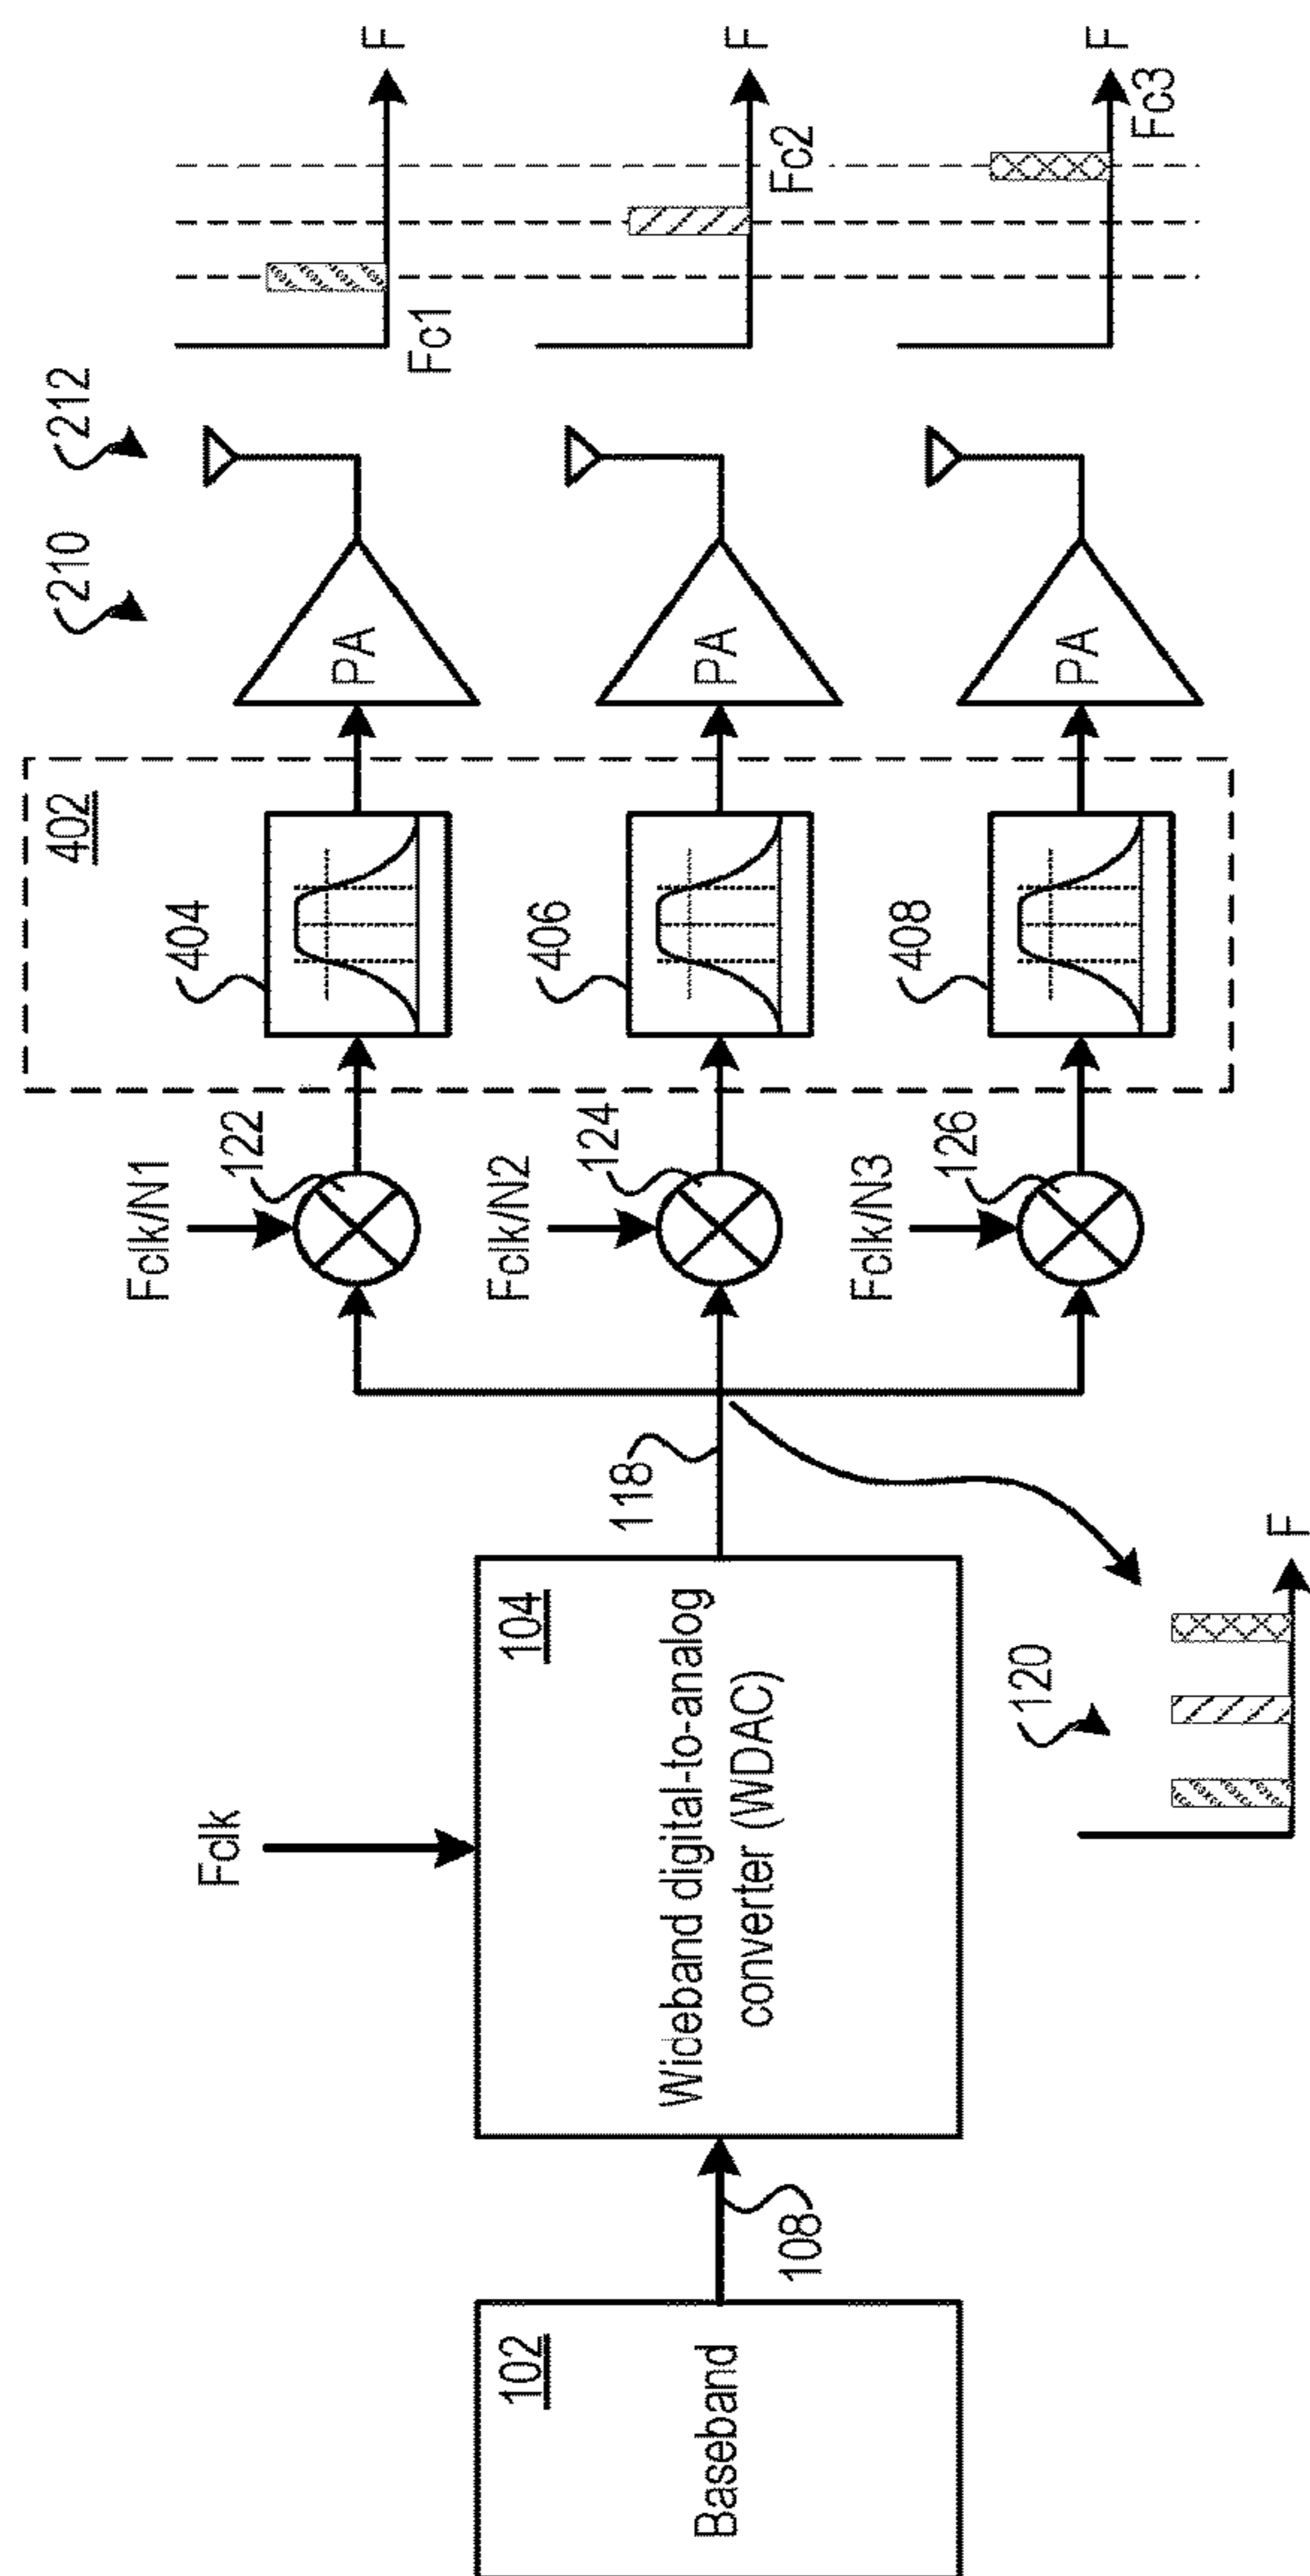 102
Baseband
108
Fclk
104
Wideband digital-to-analog
converter (WDAC)
118
120
F
Fclk/N1
122
Fclk/N2
124
Fclk/N3
126
402
404
406
408
210
PA
PA
PA
212
F
Fc1
F
Fc2
F
Fc3